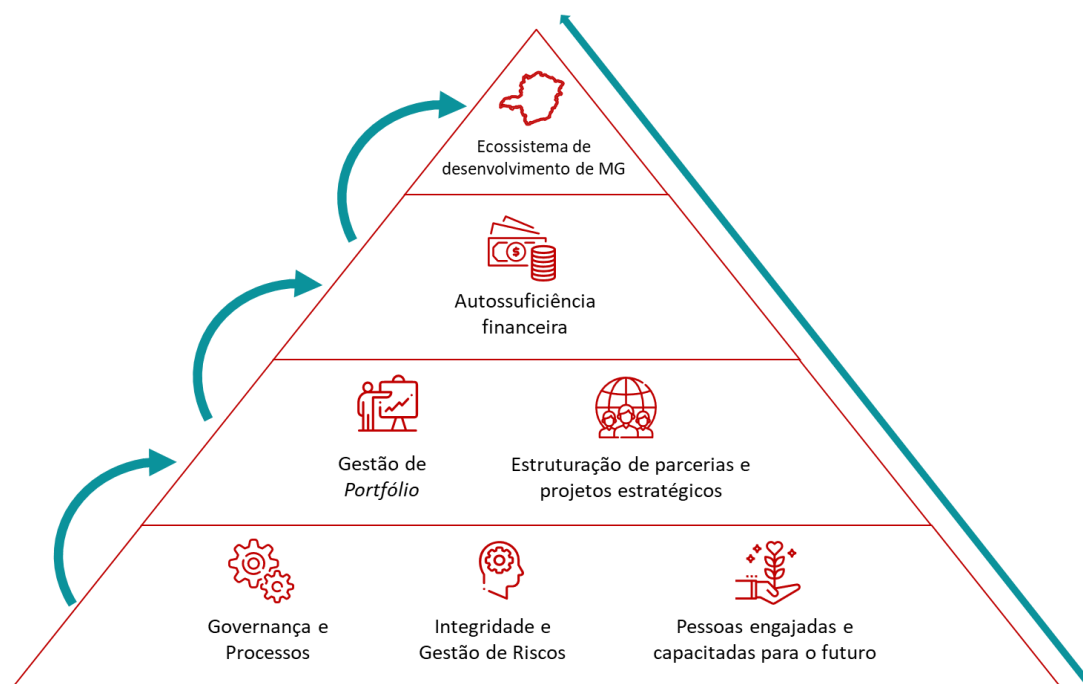 Ecossistema de
desenvolvimento de MG
$
Autossuficiência
financeira
Gestão de
Portfólio
Estruturação de parcerias e
projetos estratégicos
Governança e
Processos
Integridade e
Gestão de Riscos
Pessoas engajadas e
capacitadas para o futuro